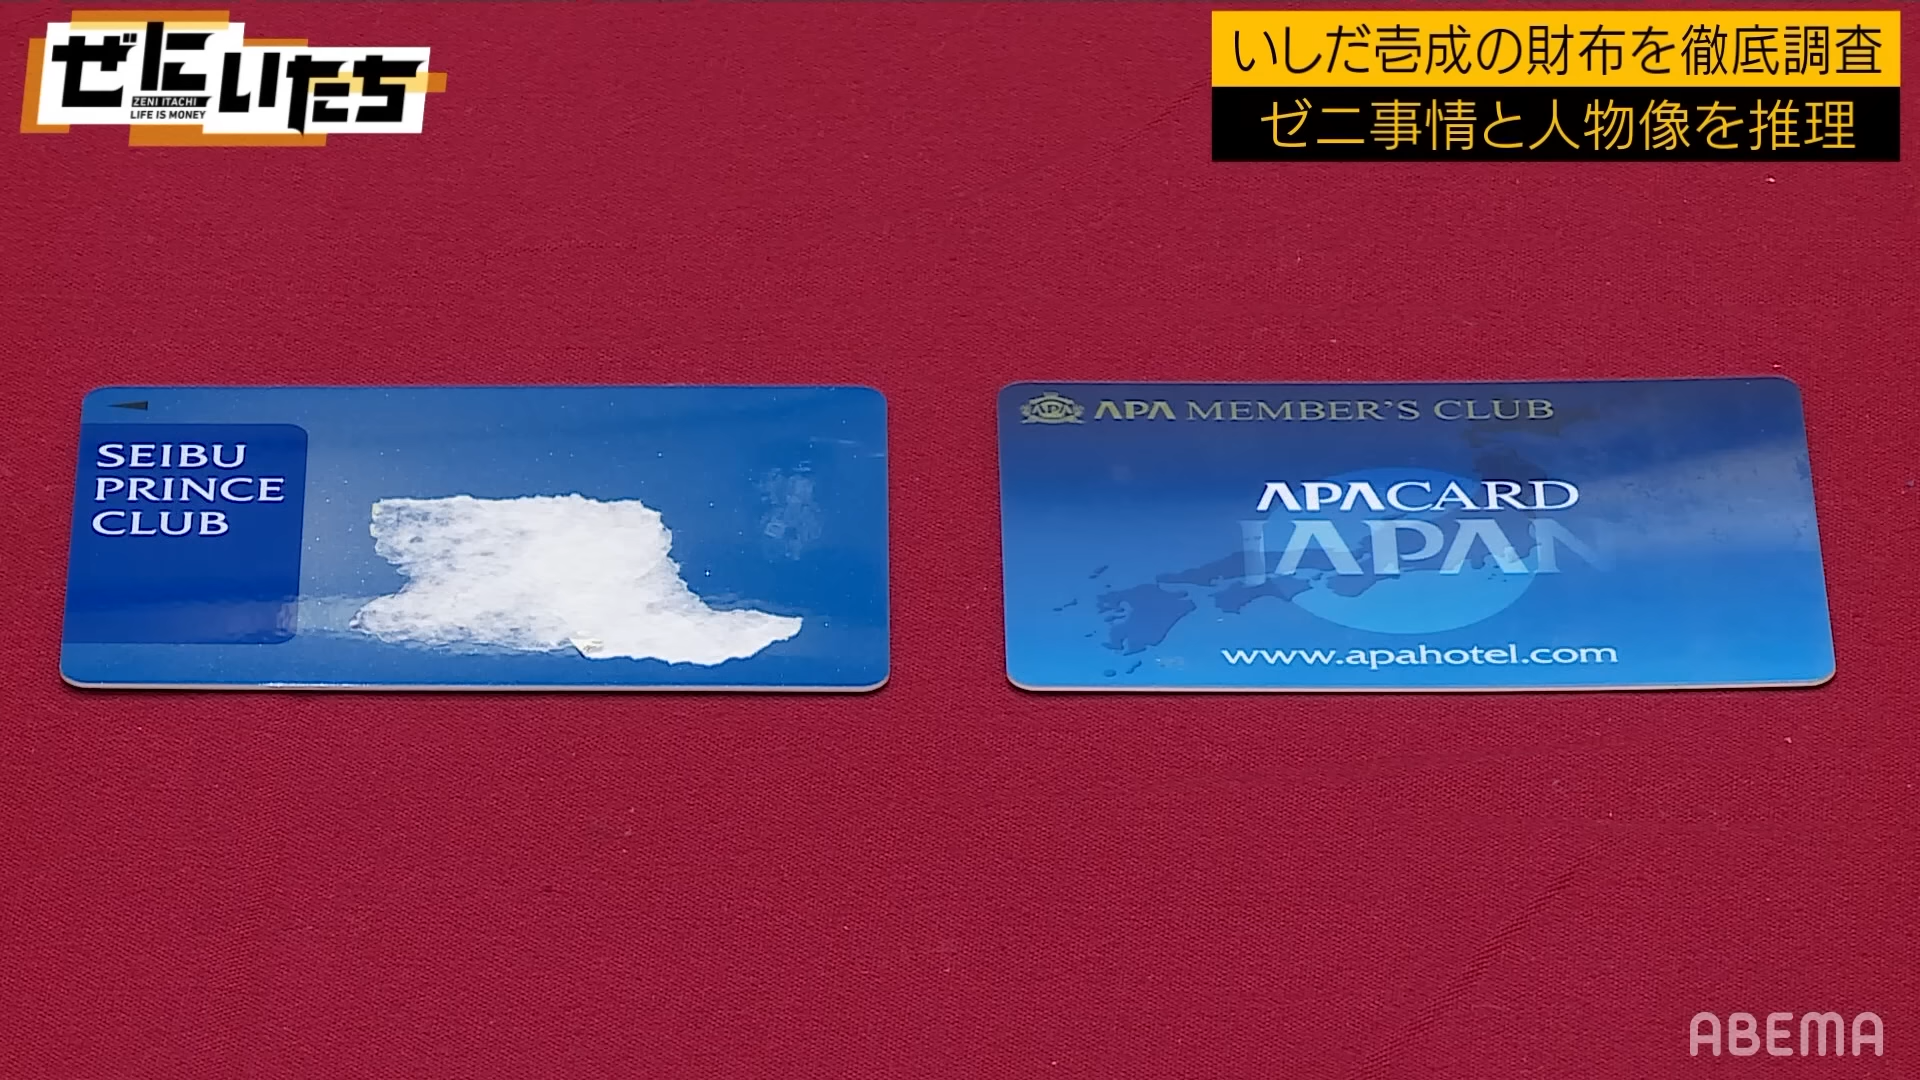 ぜにいたち
ZENI ITACHI
LIFE IS MONEY
いしだ壱成の財布を徹底調査
ゼニ事情と人物像を推理
SEIBU
PRINCE
CLUB
APA
APA MEMBER'S CLUB
APACARD
JAPAN
www.apahotel.com
ABEMA